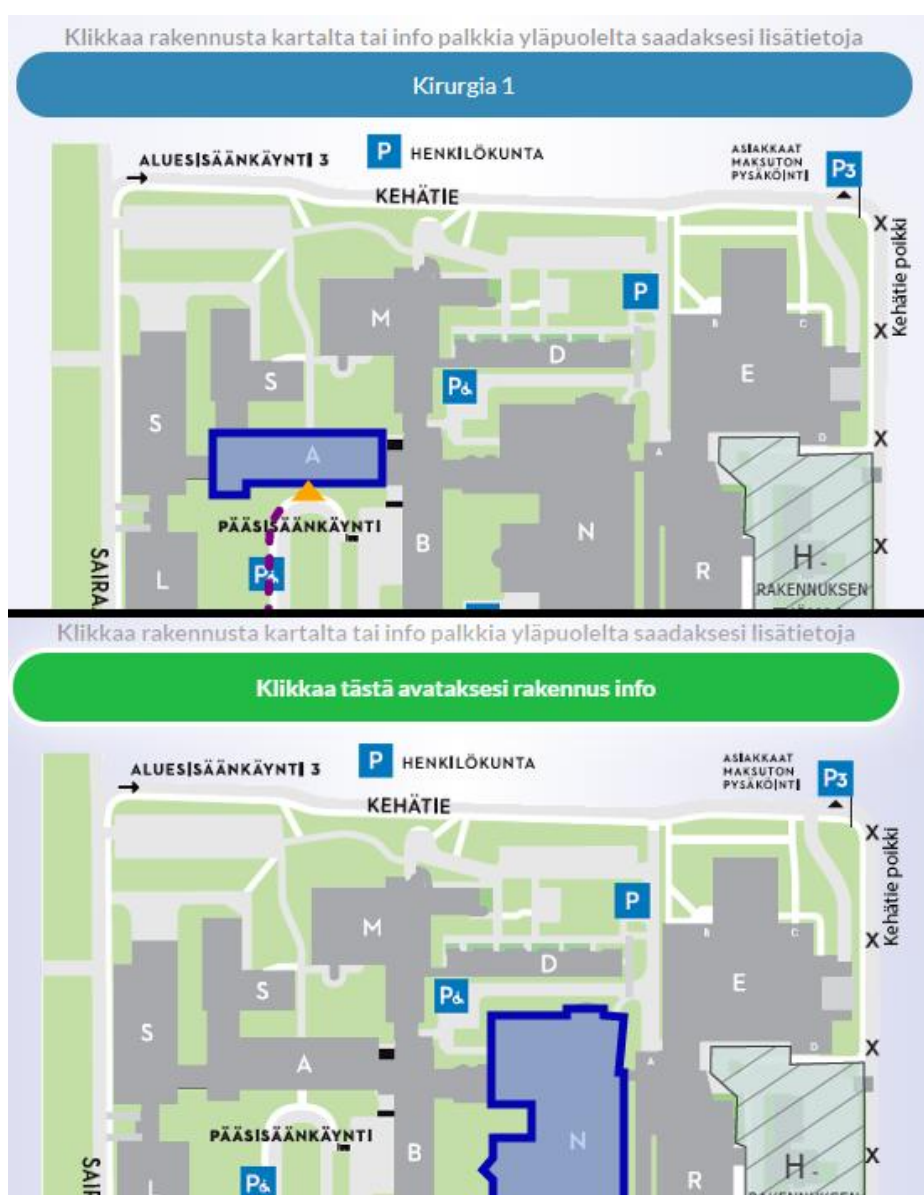 Klikkaa rakennusta kartalta tai info palkkia yläpuolelta saadaksesi lisätietoja
Kirurgia 1
ALUESISÄÄNKÄYNTI 3
P HENKILÖKUNTA
ASIAKKAAT
MAKSUTON
PYSÄKÖINTI
P3
KEHÄTIE
X
Kehätie poikki
P
M
B
C
X
D
E
S
P
S
A
D
X
A
PÄÄSISÄÄNKÄYNTI
B
N
H -
X
SAIRA
L
P
R
RAKENNUKSEN
Klikkaa rakennusta kartalta tai info palkkia yläpuolelta saadaksesi lisätietoja
Klikkaa tästä avataksesi rakennus info
ALUESISÄÄNKÄYNTI 3
P HENKILÖKUNTA
ASIAKKAAT
MAKSUTON
PYSÄKÖINTI
P3
KEHÄTIE
X
Kehätie poikki
P
M
B
C
X
D
E
S
P
S
A
A
D
X
PÄÄSISÄÄNKÄYNTI
B
N
H -
X
SAIR
P
R